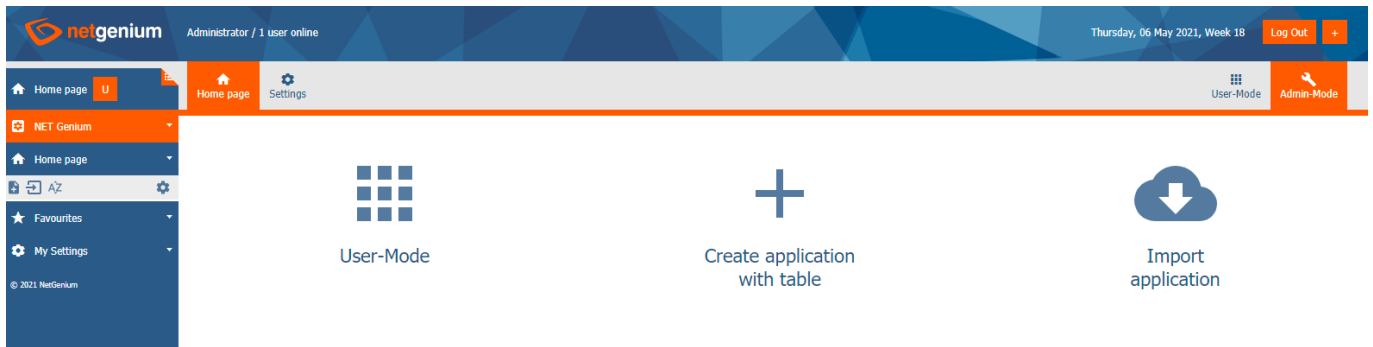 netgenium
Administrator / 1 user online
Thursday, 06 May 2021, Week 18
Log Out
+
Home page
U
Home page
Settings
User-Mode
Admin-Mode
NET Genium
Home page
AZ
Favourites
My Settings
© 2021 NetGenium
User-Mode
Create application
with table
Import
application